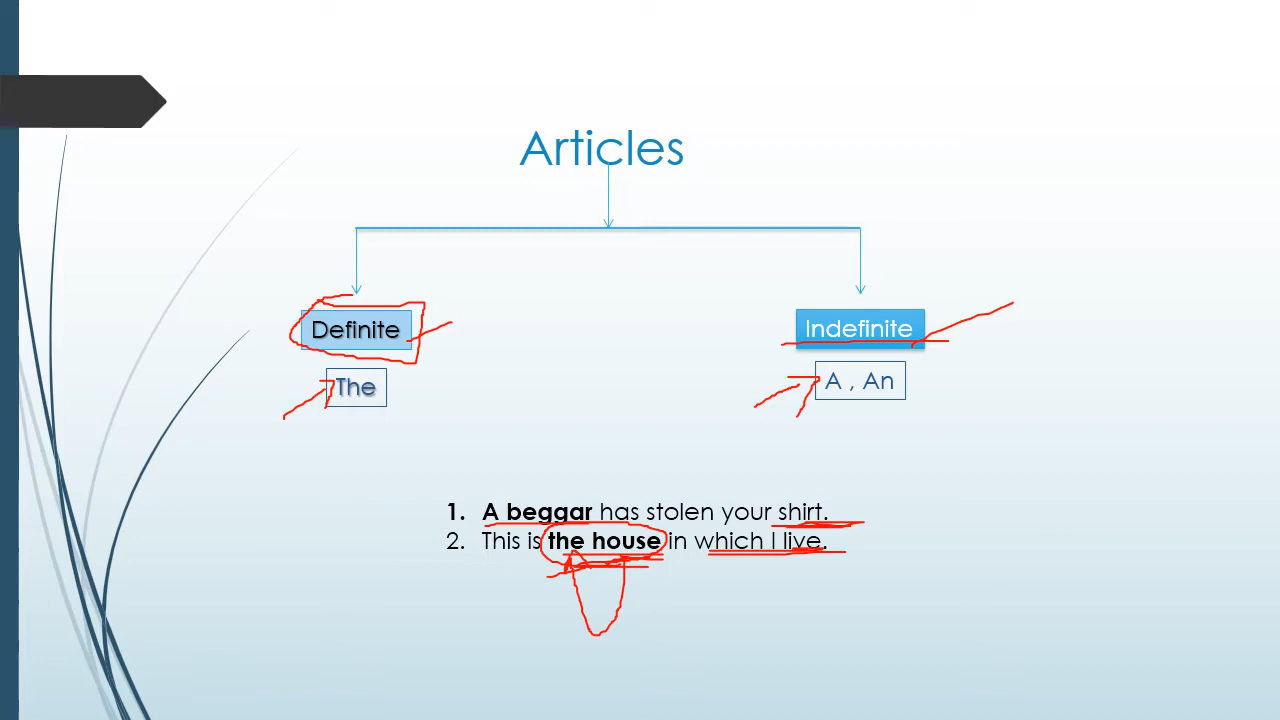 Articles
Definite
Indefinite
The
A , An
1. A beggar has stolen your shirt.
2. This is the house in which I live.